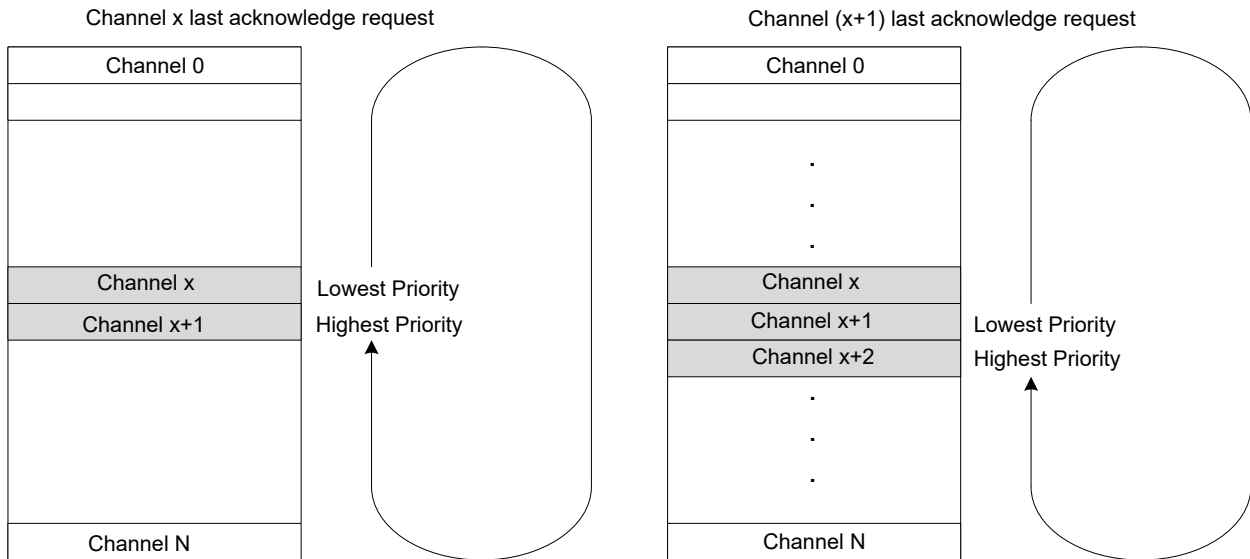 Channel x last acknowledge request
Channel 0
Channel x
Lowest Priority
Channel x+1
Highest Priority
Channel N
Channel (x+1) last acknowledge request
Channel 0
.
.
.
Channel x
Channel x+1
Lowest Priority
Channel x+2
Highest Priority
.
.
.
Channel N